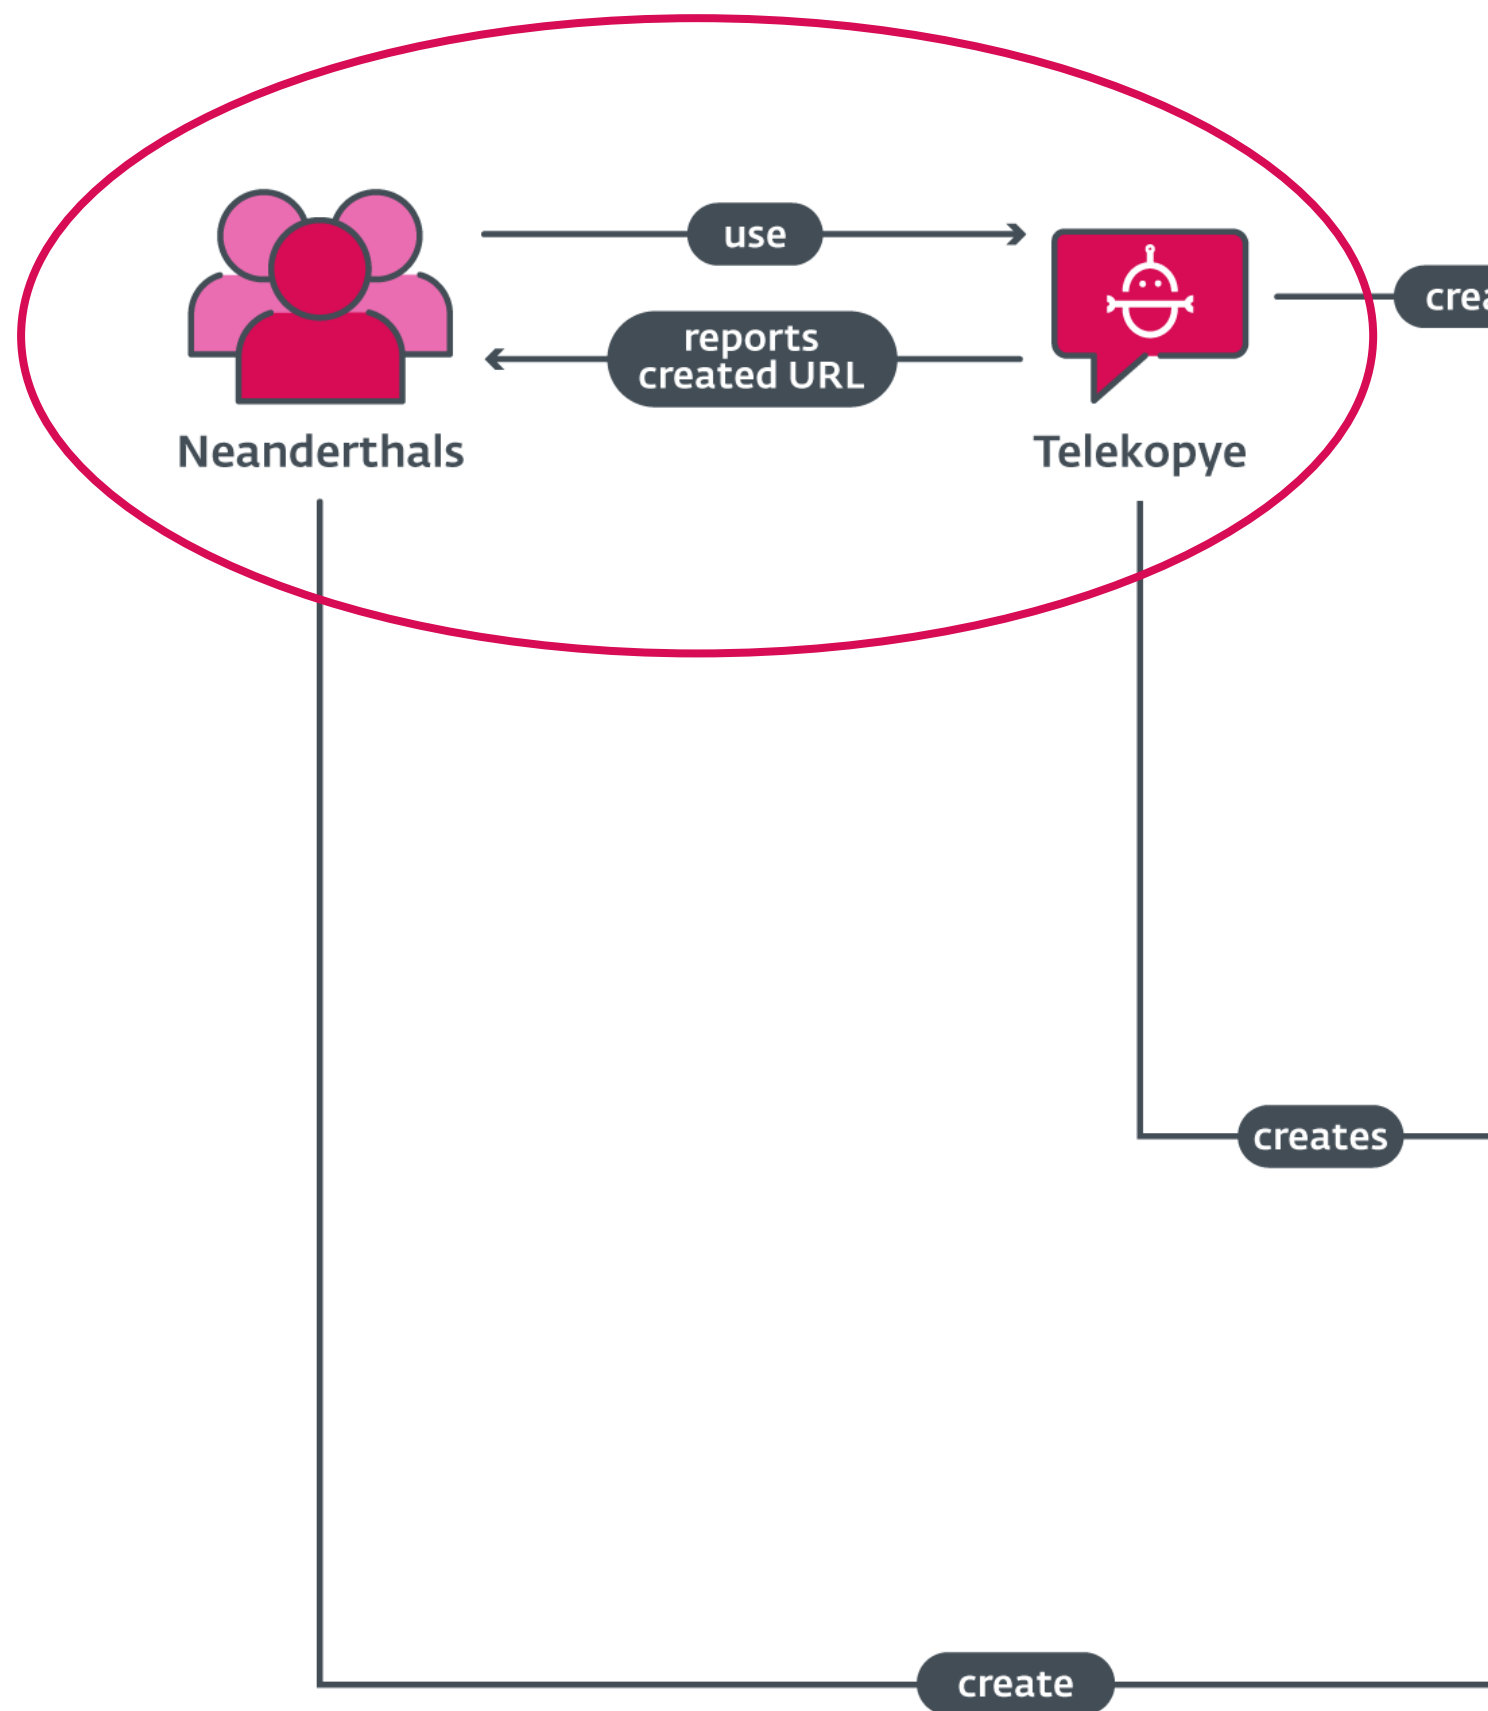 use
reports
created URL
Neanderthals
Telekopye
creates
create